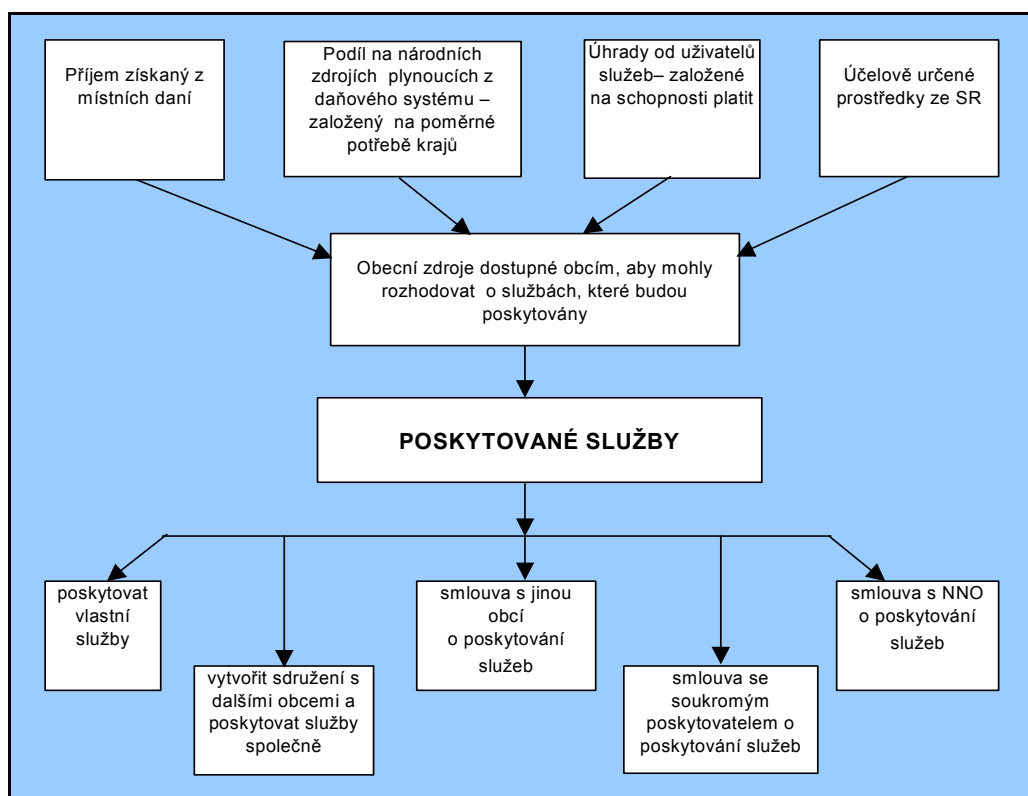 Příjem získaný z
místních daní
Podíl na národních
zdrojích plynoucích z
daňového systému –
založený na poměrné
potřebě krajů
Úhrady od uživatelů
služeb– založené
na schopnosti platit
Účelově určené
prostředky ze SR
Obecní zdroje dostupné obcím, aby mohly
rozhodovat o službách, které budou
poskytovány
POSKYTOVANÉ SLUŽBY
poskytovat
vlastní
služby
vytvořit sdružení s
dalšími obcemi a
poskytovat služby
společně
smlouva s jinou
obcí
o poskytování
služeb
smlouva se
soukromým
poskytovatelem o
poskytování služeb
smlouva s NNO
o poskytování
služeb